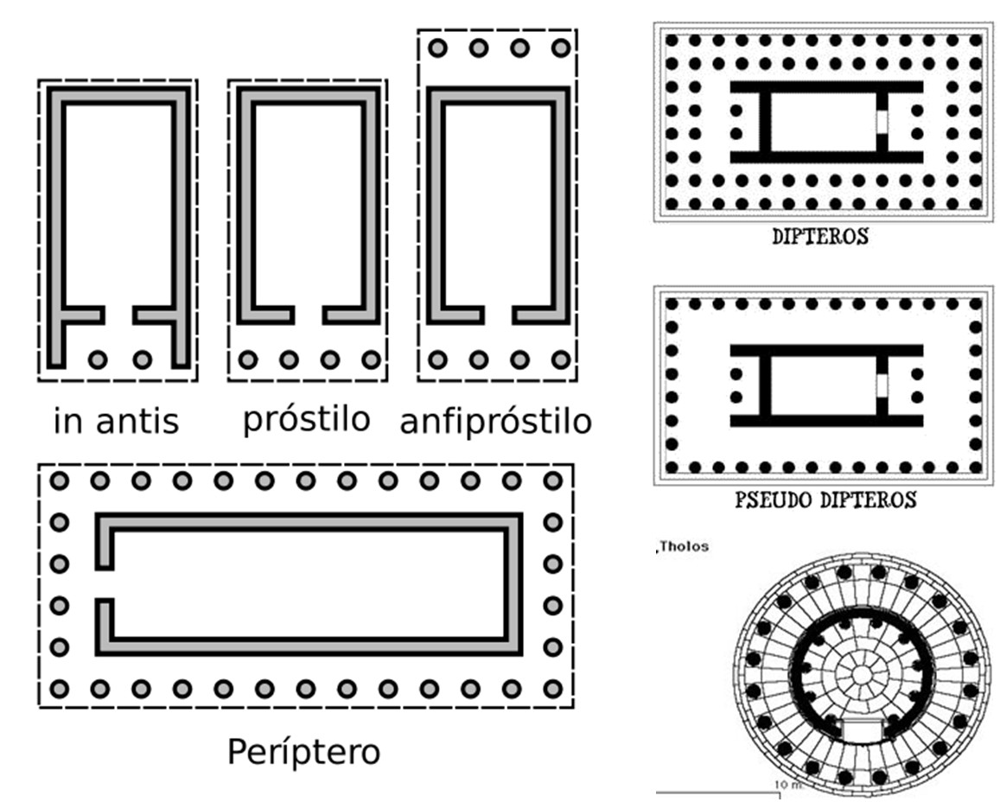 in antis
próstilo
anfipróstilo
Períptero
DIPTEROS
PSEUDO DIPTEROS
Tholos
10 m.